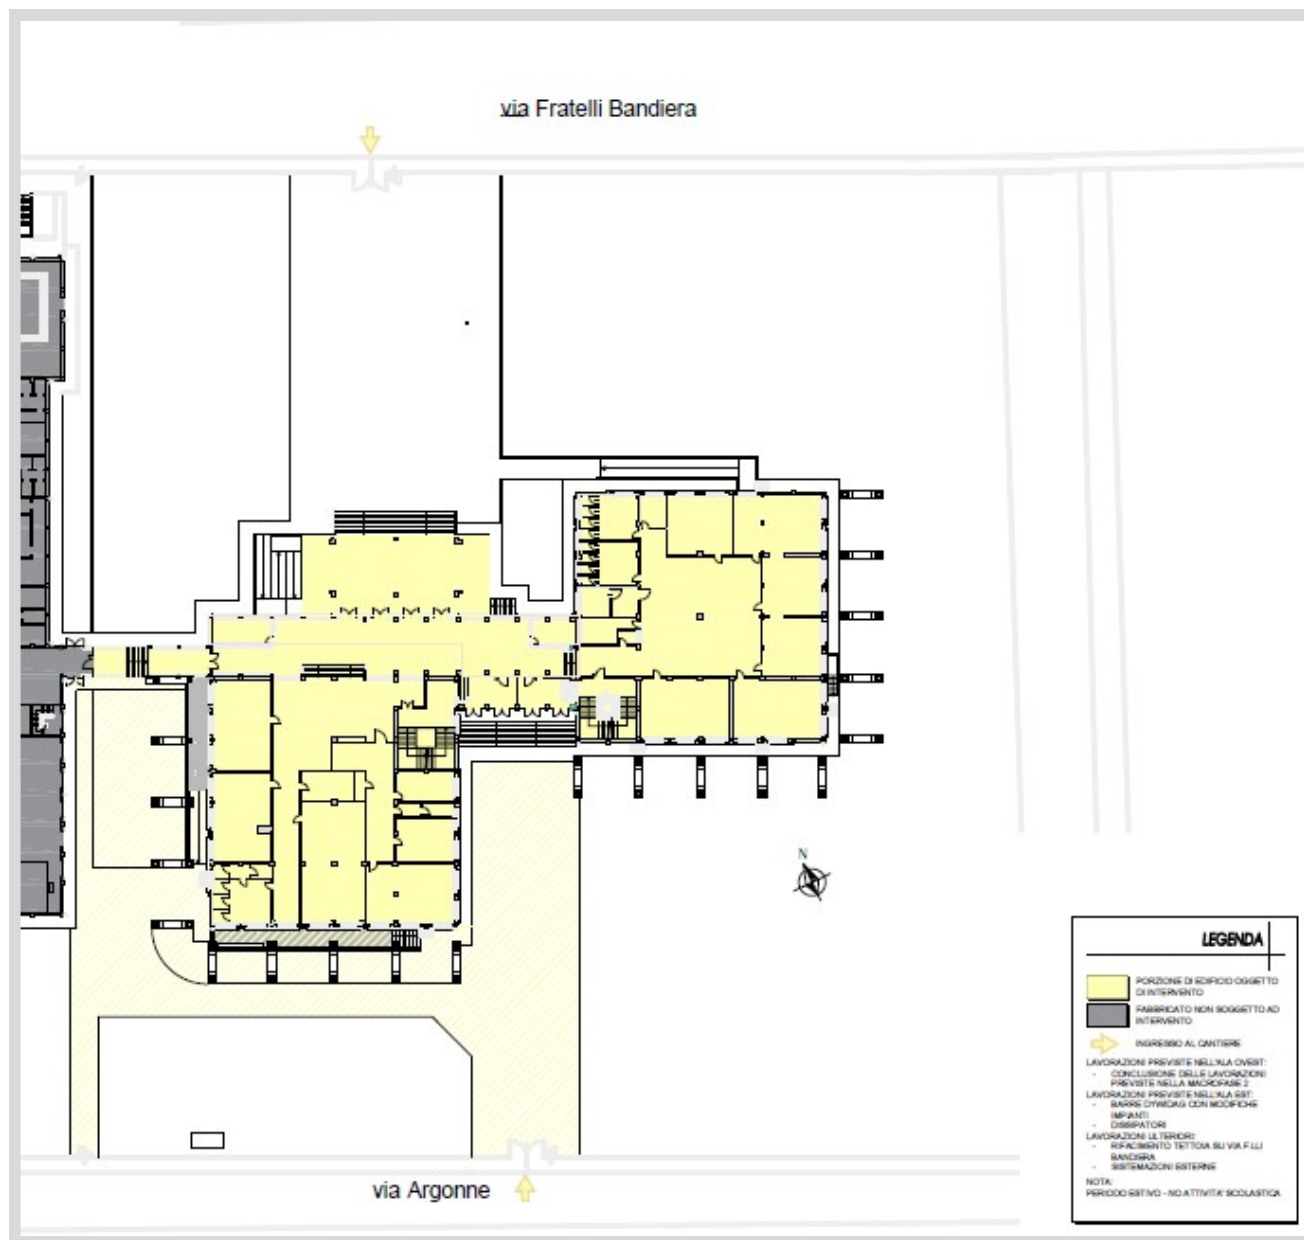 via Fratelli Bandiera
N
LEGENDA
PORZIONE DI EDIFICIO OGGETTO
DI INTERVENTO
FABBRICATO NON SOGGETTO AD
INTERVENTO
INGRESSO AL CANTIERE
LAVORAZIONI PREVISTE NELL'ALA OVEST:
- CONCLUSIONE DELLE LAVORAZIONI
PREVISTE NELLA MACROFASE 2
LAVORAZIONI PREVISTE NELL'ALA EST:
- BARRE DYWIDAG CON MODIFICHE
IMPIANTI
- DISSIPATORI
LAVORAZIONI ULTERIORI:
- RIFACIMENTO TETTOIA SU VIA F.LLI
BANDIERA
- SISTEMAZIONI ESTERNE
NOTA:
PERIODO ESTIVO - NO ATTIVITA' SCOLASTICA
via Argonne